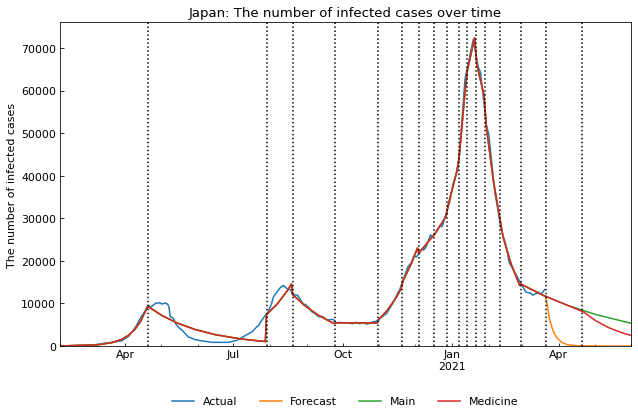 Japan: The number of infected cases over time
The number of infected cases
70000
60000
50000
40000
30000
20000
10000
0
Apr Jul Oct Jan Apr
2021
Actual Forecast Main Medicine